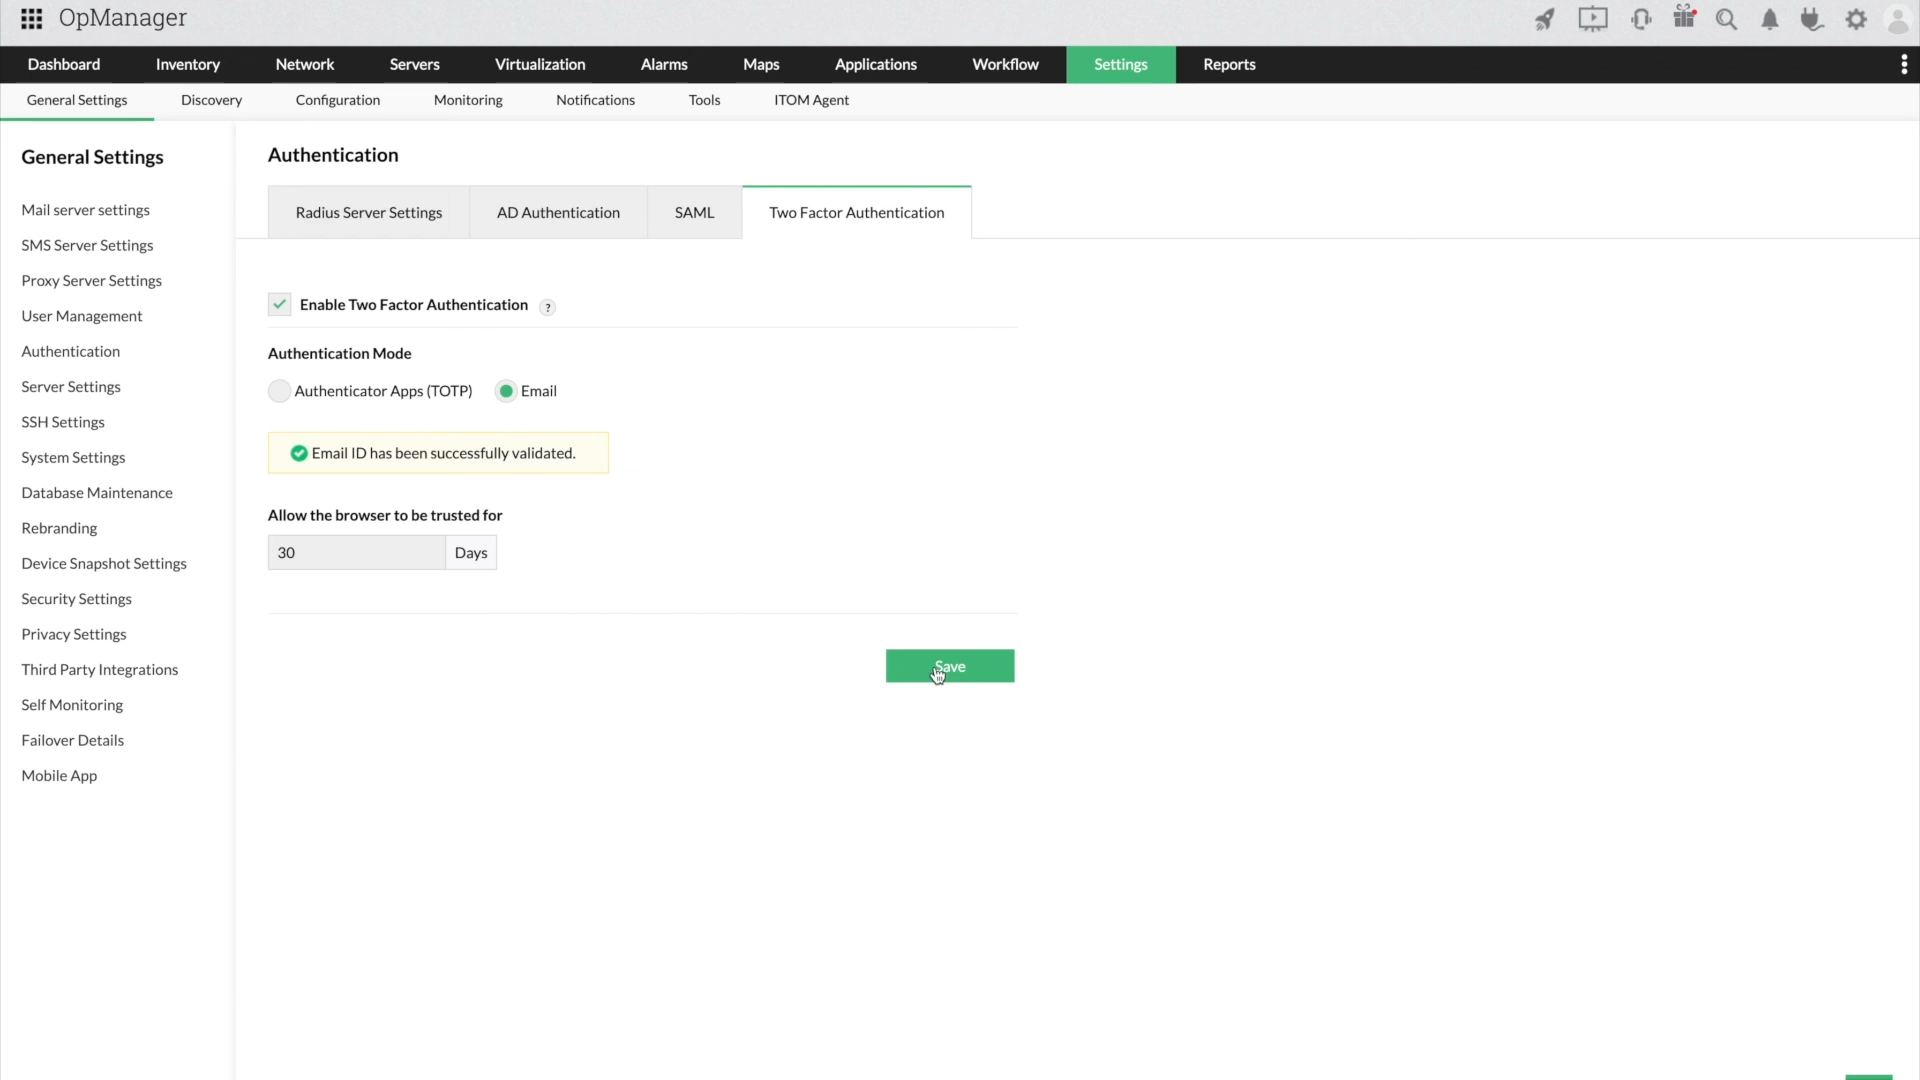 OpManager
Dashboard Inventory Network Servers Virtualization Alarms Maps Applications Workflow Settings Reports
General Settings Discovery Configuration Monitoring Notifications Tools ITOM Agent
General Settings
Mail server settings
SMS Server Settings
Proxy Server Settings
User Management
Authentication
Server Settings
SSH Settings
System Settings
Database Maintenance
Rebranding
Device Snapshot Settings
Security Settings
Privacy Settings
Third Party Integrations
Self Monitoring
Failover Details
Mobile App
Authentication
Radius Server Settings AD Authentication SAML Two Factor Authentication
Enable Two Factor Authentication ?
Authentication Mode
Authenticator Apps (TOTP) Email
Email ID has been successfully validated.
Allow the browser to be trusted for
30 Days
Save